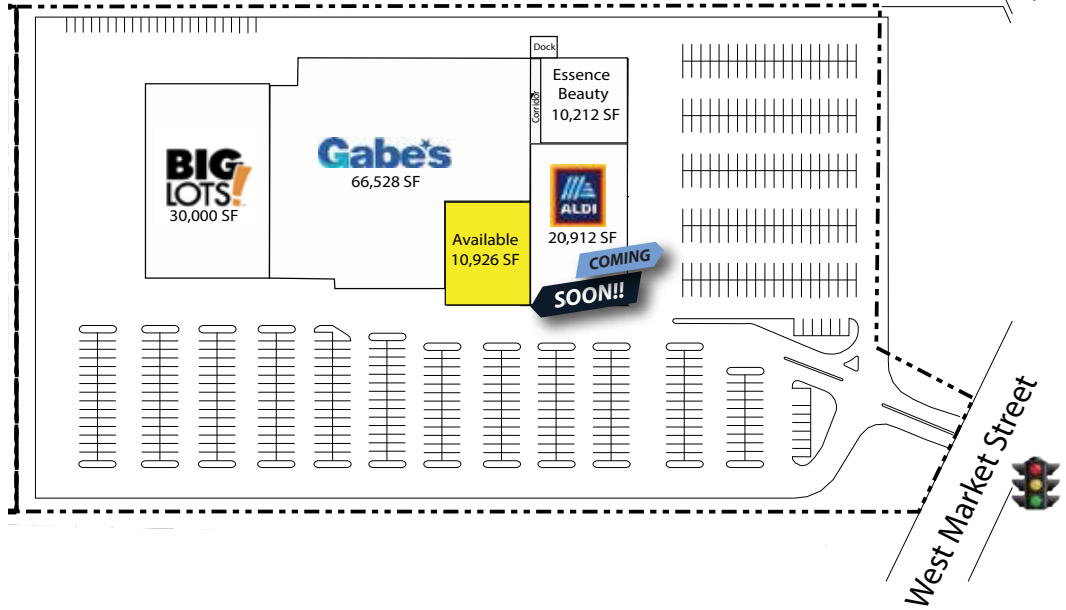 Dock
Essence
Beauty
10,212 SF
Corridor
BIG
LOTS!
30,000 SF
Gabe's
66,528 SF
ALDI
20,912 SF
Available
10,926 SF
COMING
SOON!!
West Market Street